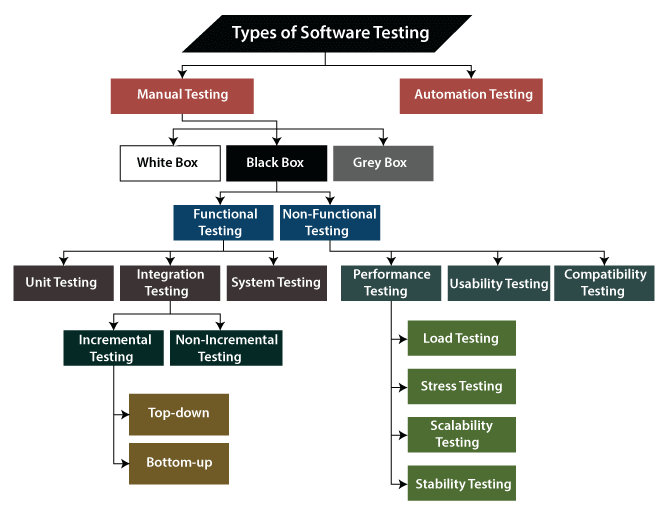 Types of Software Testing
Manual Testing
Automation Testing
White Box
Black Box
Grey Box
Functional
Testing
Non-Functional
Testing
Unit Testing
Integration
Testing
System Testing
Performance
Testing
Usability Testing
Compatibility
Testing
Incremental
Testing
Non-Incremental
Testing
Load Testing
Stress Testing
Top-down
Scalability
Testing
Bottom-up
Stability Testing